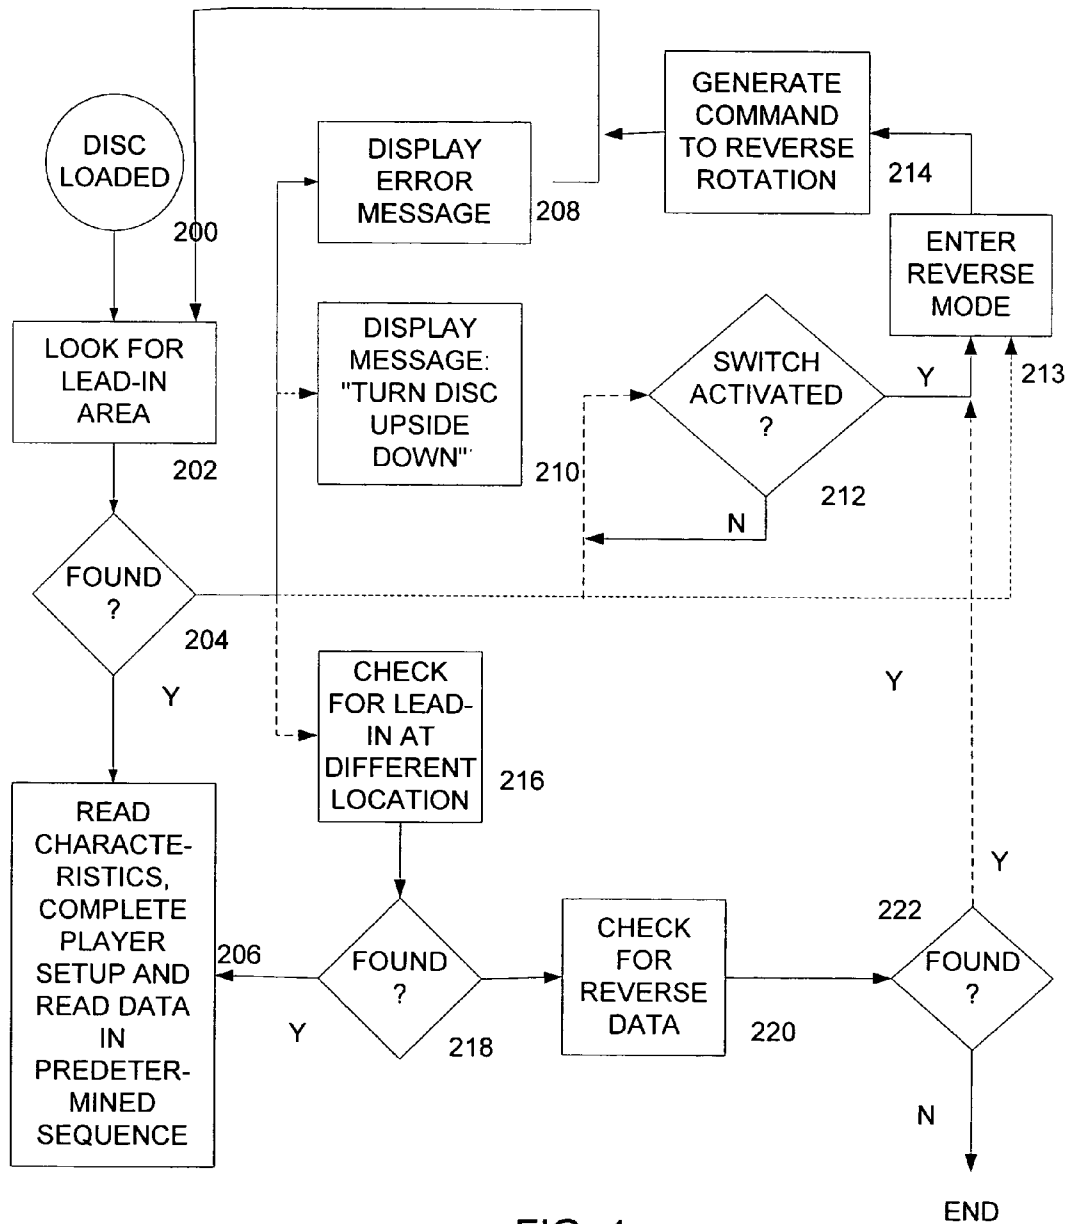 DISC
LOADED
200
LOOK FOR
LEAD-IN
AREA
202
FOUND
?
204
Y
READ
CHARACTE-
RISTICS,
COMPLETE
PLAYER
SETUP AND
READ DATA
IN
PREDETER-
MINED
SEQUENCE
206
DISPLAY
ERROR
MESSAGE
208
DISPLAY
MESSAGE:
"TURN DISC
UPSIDE
DOWN"
210
SWITCH
ACTIVATED
?
212
Y
N
ENTER
REVERSE
MODE
213
GENERATE
COMMAND
TO REVERSE
ROTATION
214
CHECK
FOR LEAD-
IN AT
DIFFERENT
LOCATION
216
FOUND
?
218
Y
CHECK
FOR
REVERSE
DATA
220
FOUND
?
222
Y
Y
N
END